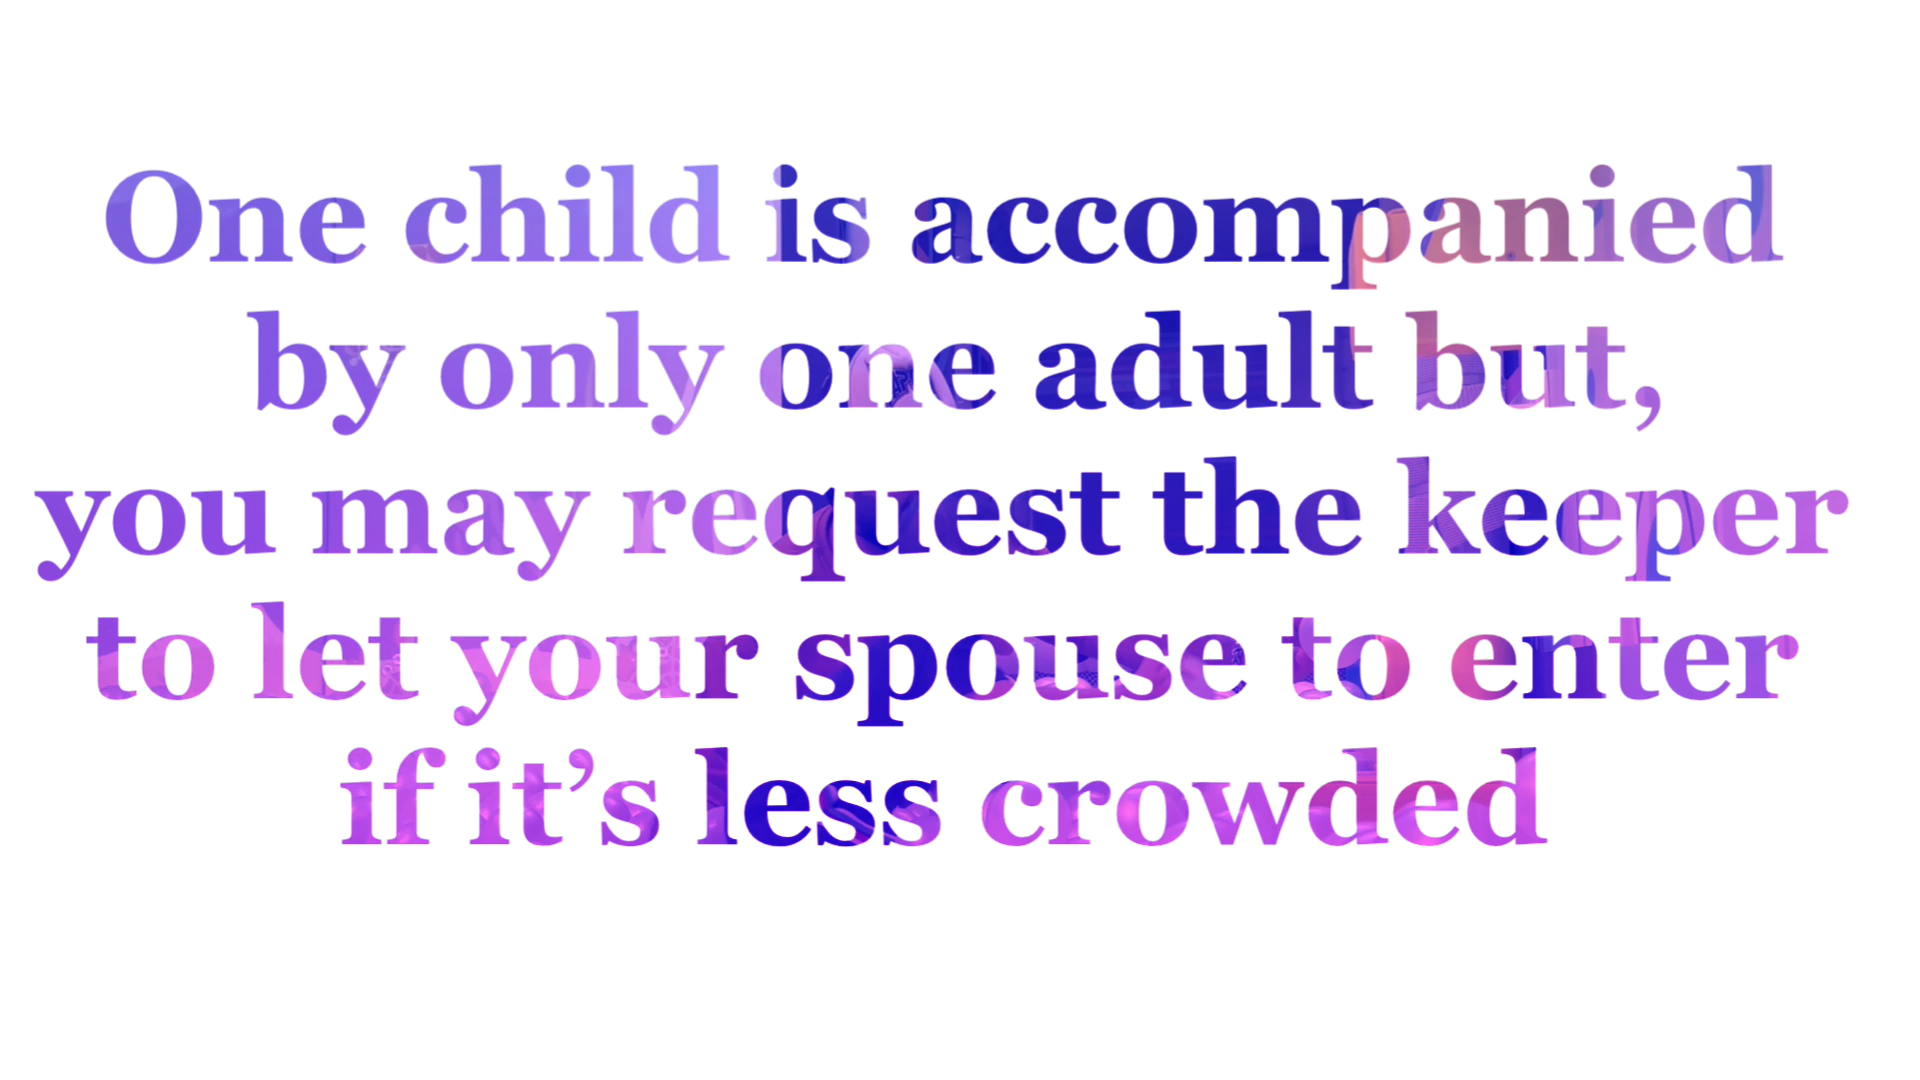 One child is accompanied
by only one adult but,
you may request the keeper
to let your spouse to enter
if it’s less crowded